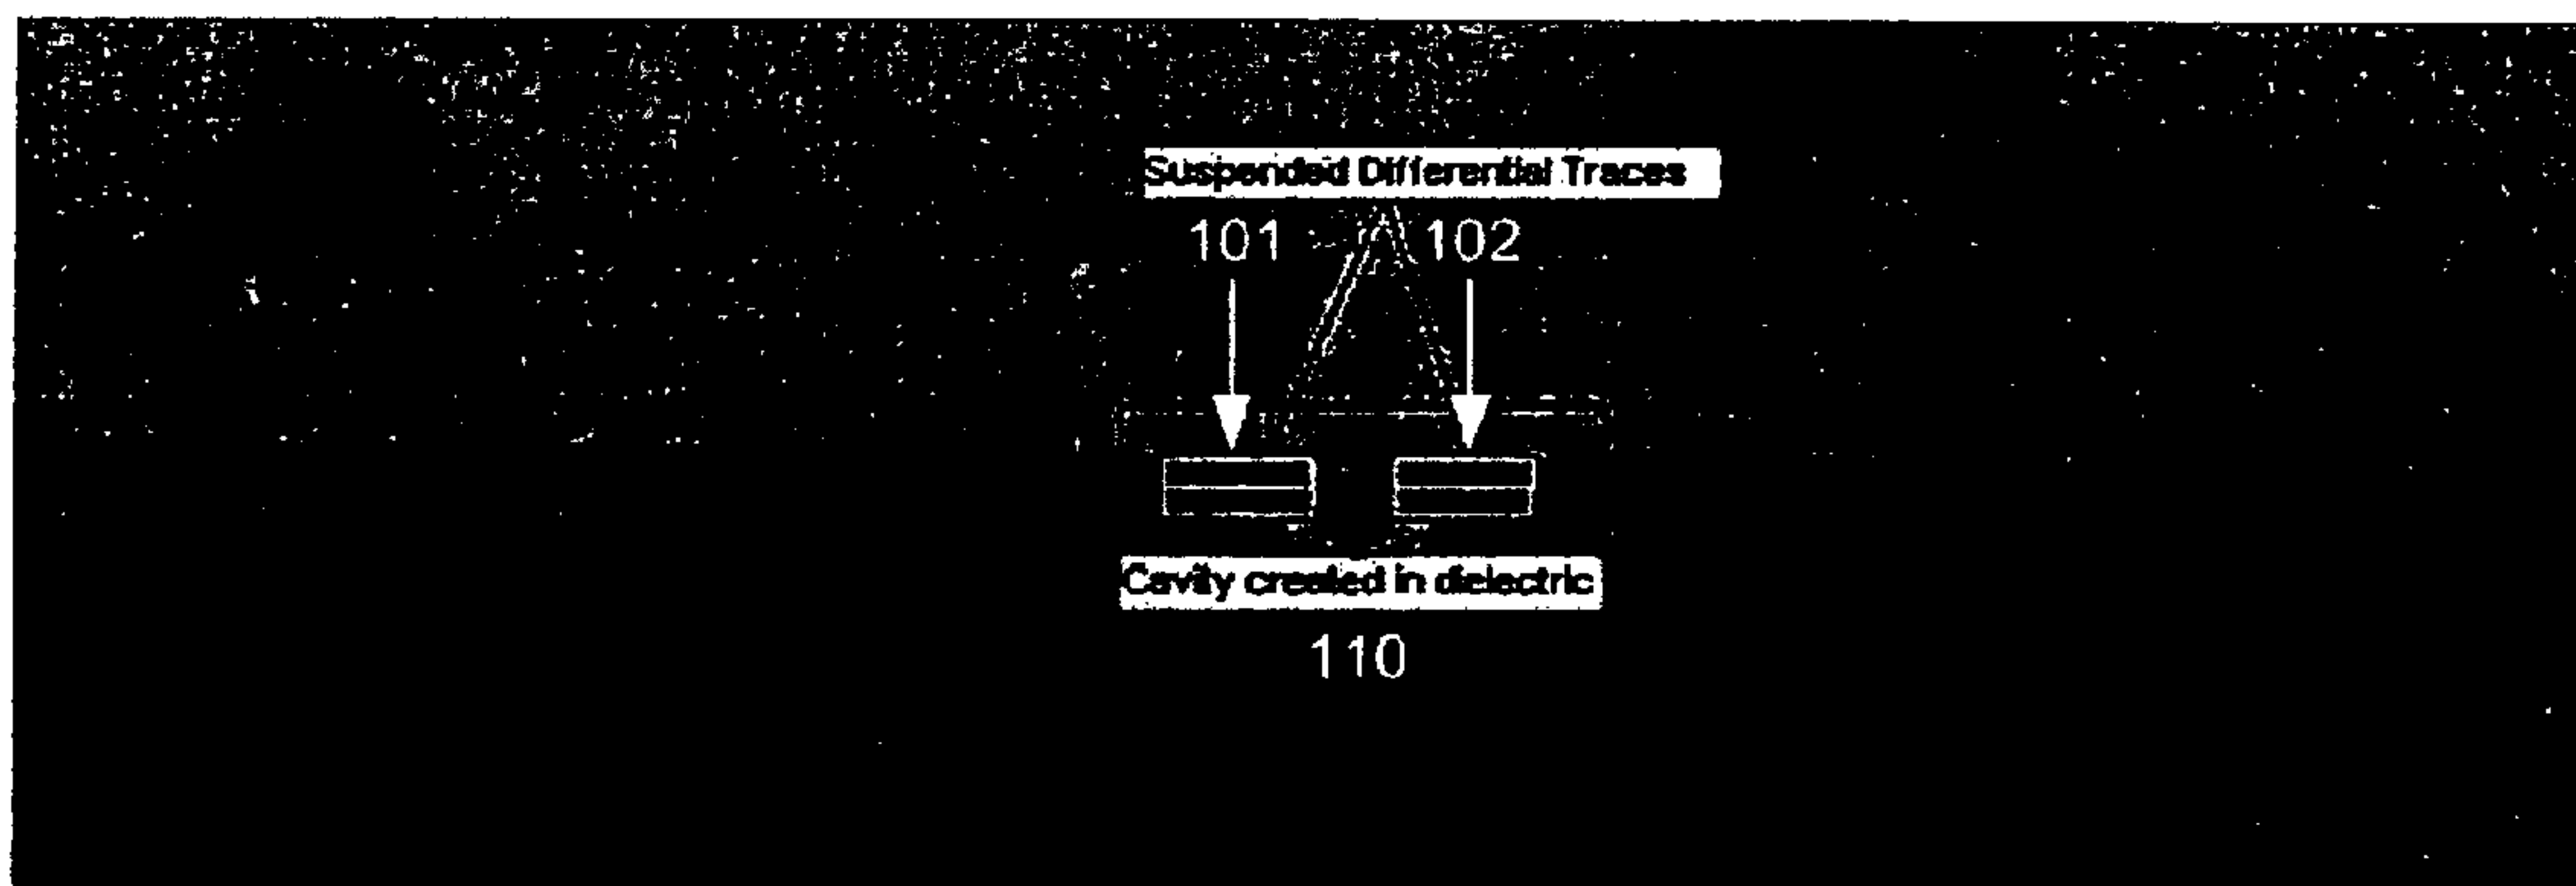 Suspended Differential Traces
101 102
Cavity created in dielectric
110